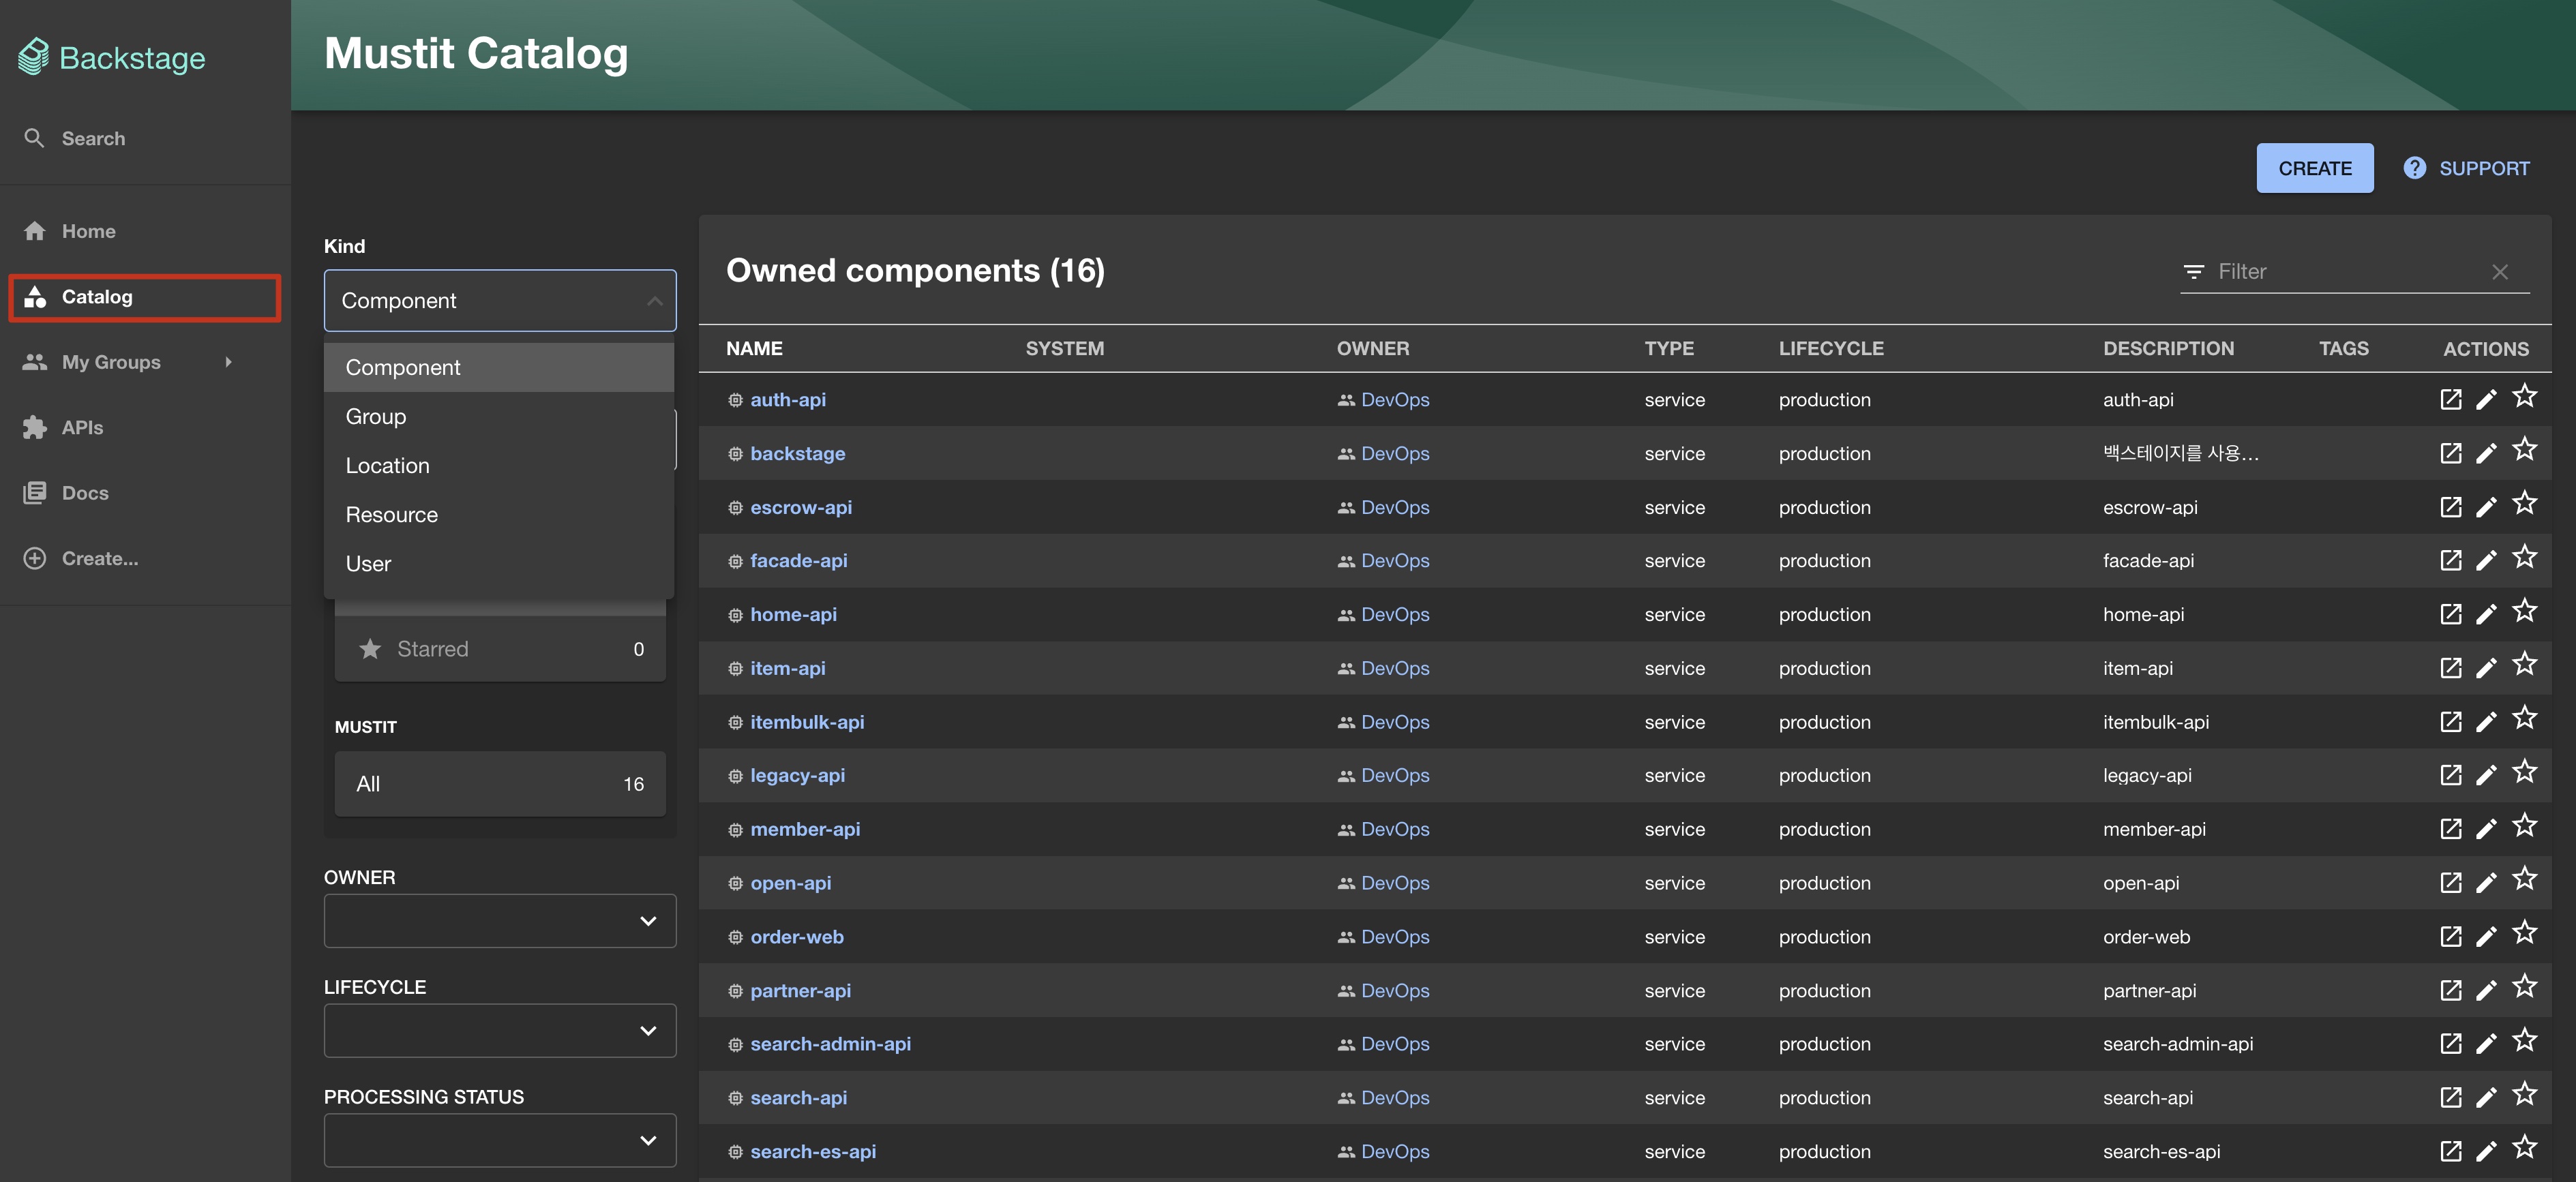 Backstage
Search
Home
Catalog
My Groups
APIs
Docs
Create...
Mustit Catalog
CREATE
SUPPORT
Kind
Component
Component
Group
Location
Resource
User
Starred 0
MUSTIT
All 16
OWNER
LIFECYCLE
PROCESSING STATUS
Owned components (16)
Filter
NAME SYSTEM OWNER TYPE LIFECYCLE DESCRIPTION TAGS ACTIONS
auth-api DevOps service production auth-api
backstage DevOps service production 백스테이지를 사용...
escrow-api DevOps service production escrow-api
facade-api DevOps service production facade-api
home-api DevOps service production home-api
item-api DevOps service production item-api
itembulk-api DevOps service production itembulk-api
legacy-api DevOps service production legacy-api
member-api DevOps service production member-api
open-api DevOps service production open-api
order-web DevOps service production order-web
partner-api DevOps service production partner-api
search-admin-api DevOps service production search-admin-api
search-api DevOps service production search-api
search-es-api DevOps service production search-es-api